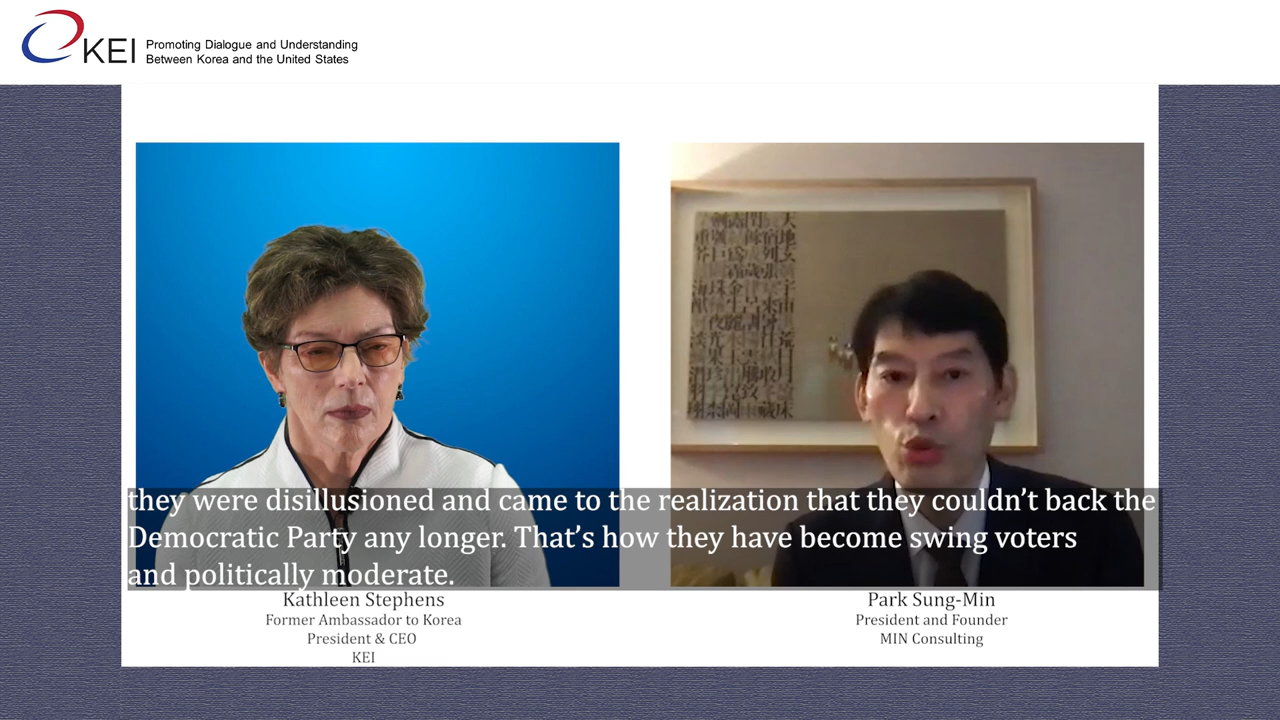 KEI
Promoting Dialogue and Understanding
Between Korea and the United States
they were disillusioned and came to the realization that they couldn’t back the
Democratic Party any longer. That’s how they have become swing voters
and politically moderate.
Kathleen Stephens
Former Ambassador to Korea
President & CEO
KEI
Park Sung-Min
President and Founder
MIN Consulting